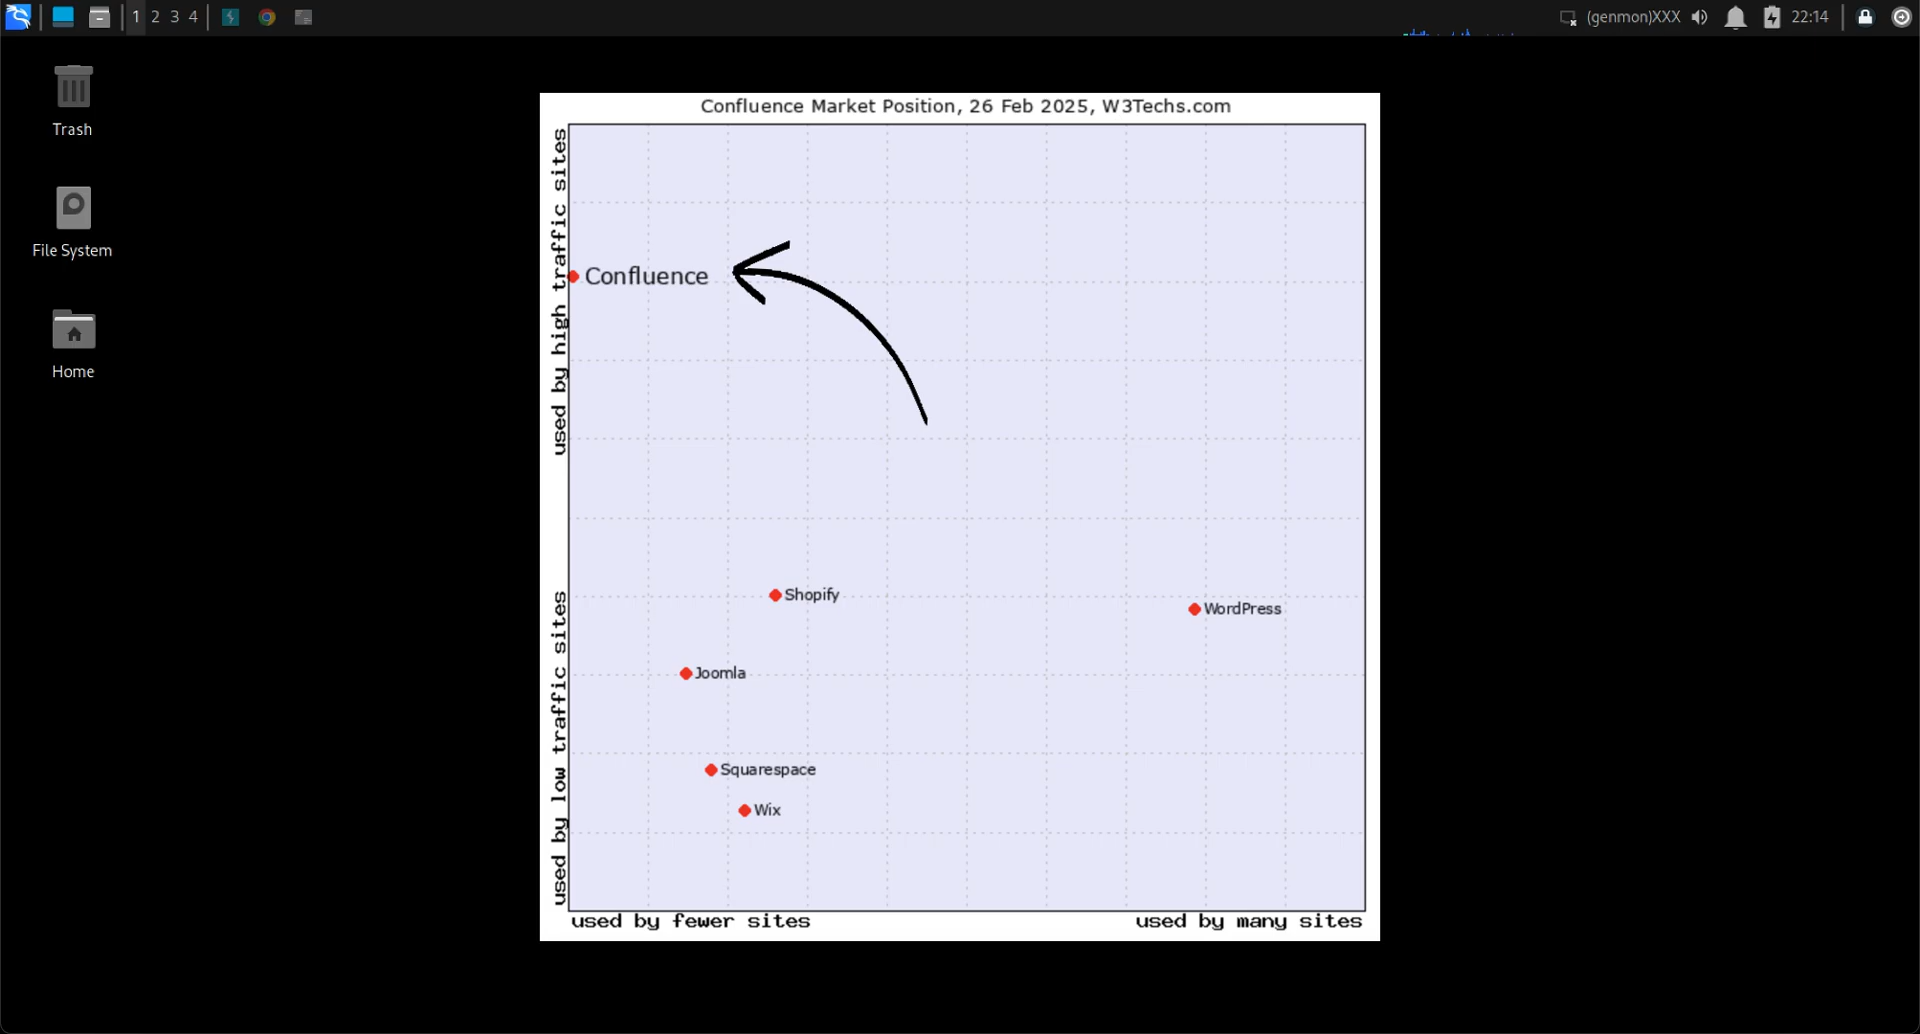 1 2 3 4
(genmon)XXX
22:14
Trash
File System
Home
Confluence Market Position, 26 Feb 2025, W3Techs.com
used by high traffic sites
used by low traffic sites
Confluence
Shopify
WordPress
Joomla
Squarespace
Wix
used by fewer sites
used by many sites